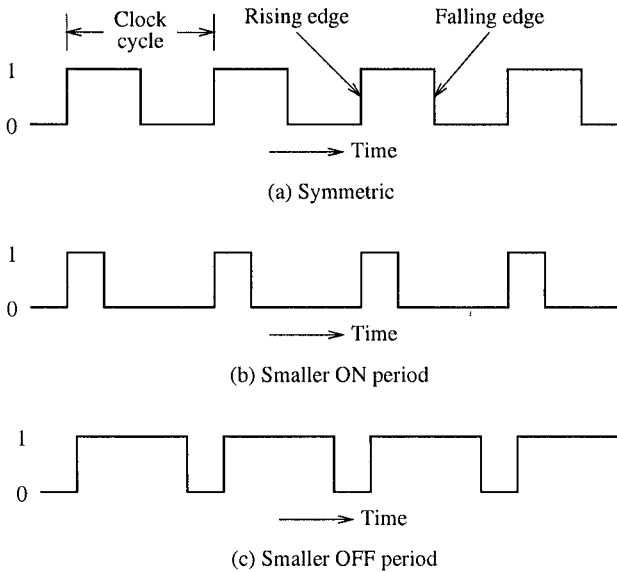 Clock
cycle
Rising edge
Falling edge
1
0
Time
(a) Symmetric
1
0
Time
(b) Smaller ON period
1
0
Time
(c) Smaller OFF period